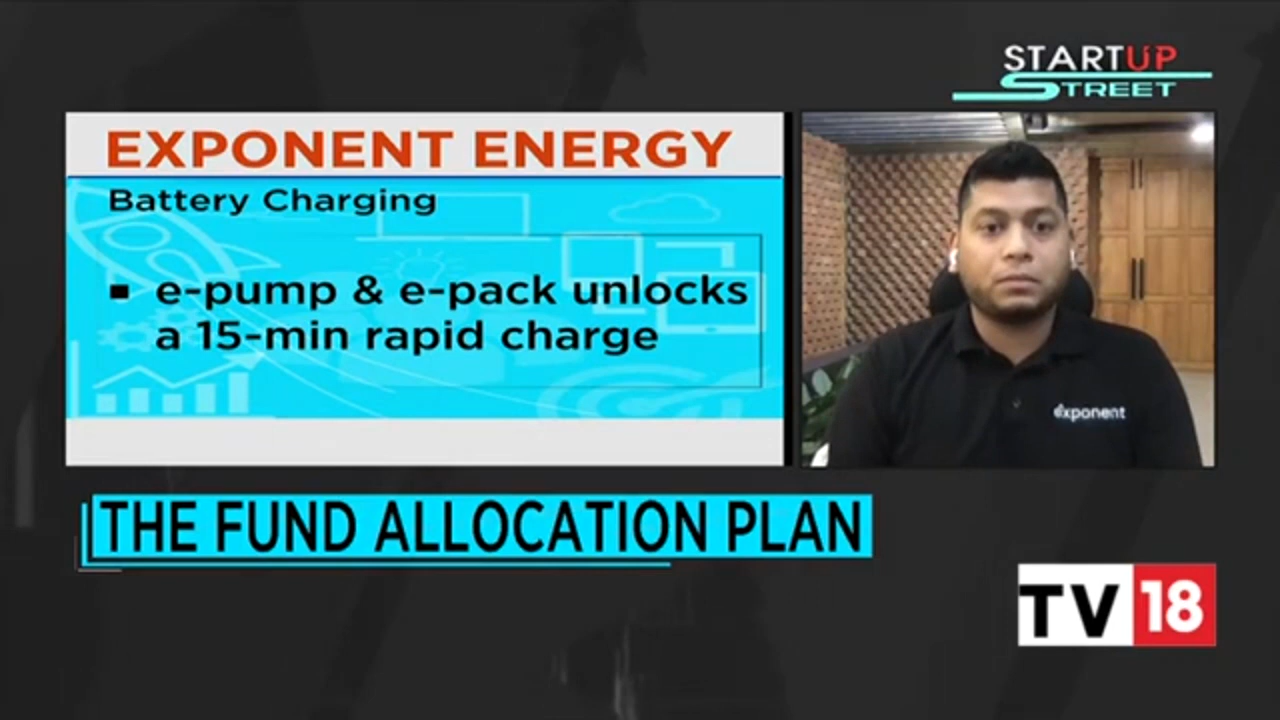 STARTUP
STREET
EXPONENT ENERGY
Battery Charging
▪ e-pump & e-pack unlocks
a 15-min rapid charge
exponent
THE FUND ALLOCATION PLAN
TV18